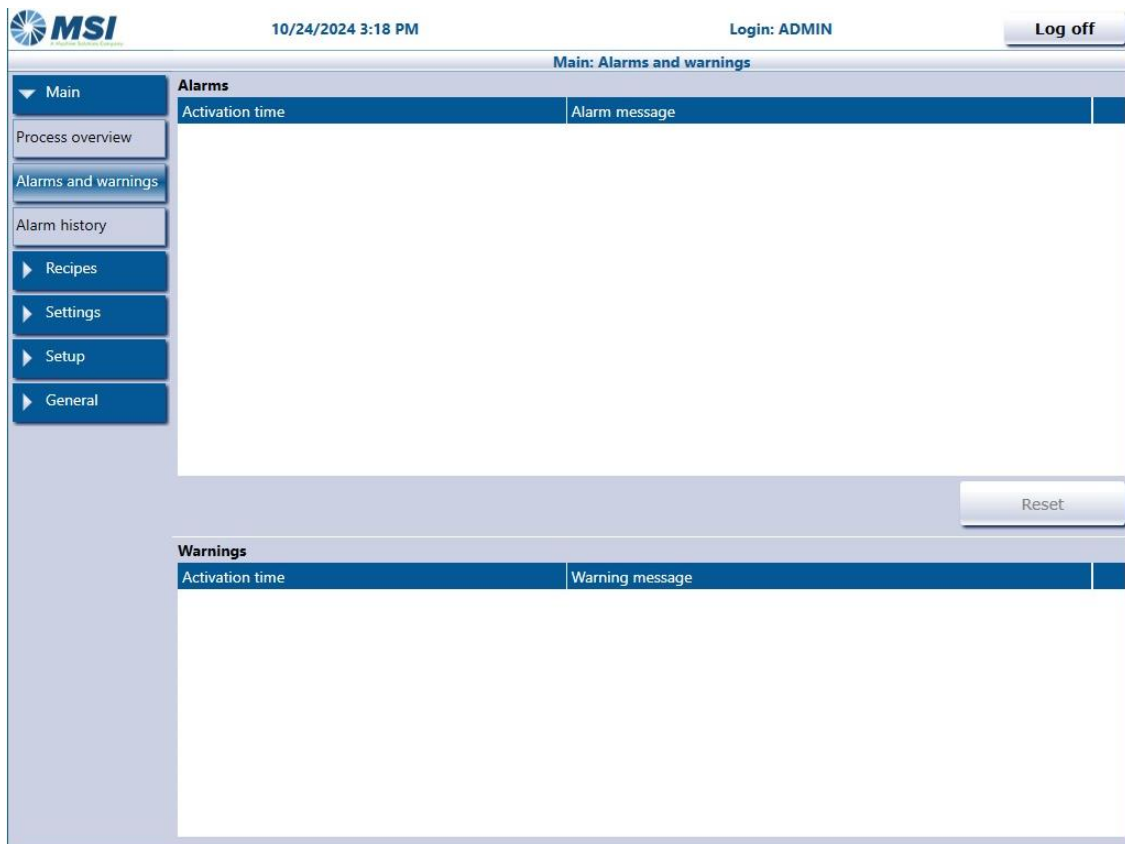 MSI
10/24/2024 3:18 PM
Login: ADMIN
Log off
Main: Alarms and warnings
Main
Process overview
Alarms and warnings
Alarm history
Recipes
Settings
Setup
General
Alarms
Activation time
Alarm message
Reset
Warnings
Activation time
Warning message